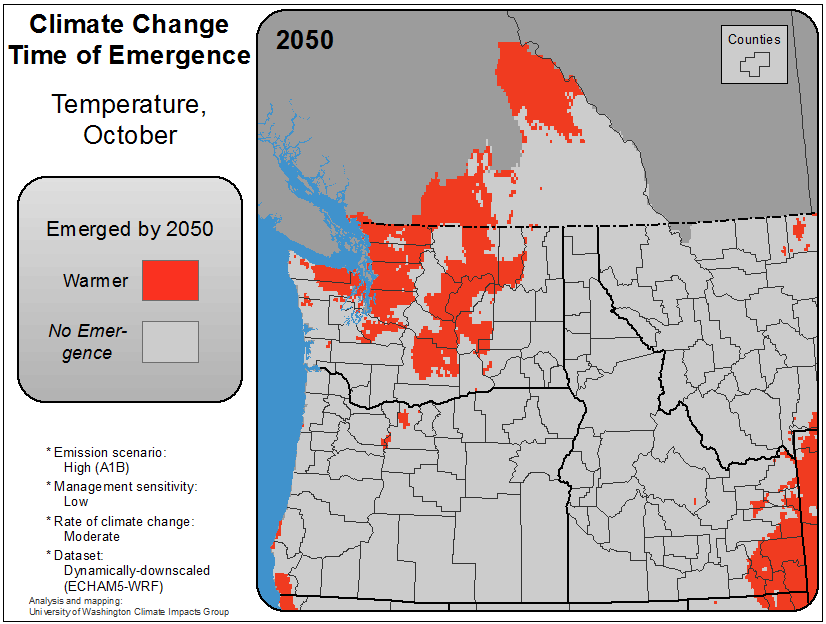 Climate Change
Time of Emergence
Temperature,
October
Emerged by 2050
Warmer
No Emer-
gence
* Emission scenario:
High (A1B)
* Management sensitivity:
Low
* Rate of climate change:
Moderate
* Dataset:
Dynamically-downscaled
(ECHAM5-WRF)
Analysis and mapping:
University of Washington Climate Impacts Group
2050
Counties